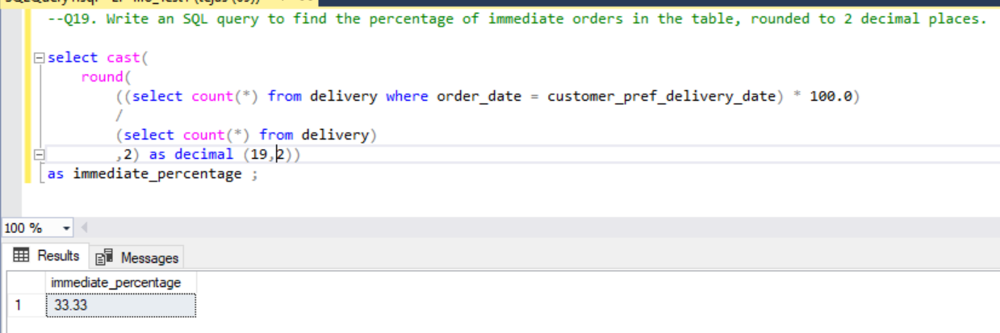 --Q19. Write an SQL query to find the percentage of immediate orders in the table, rounded to 2 decimal places.
select cast(
round(
((select count(*) from delivery where order_date = customer_pref_delivery_date) * 100.0)
/
(select count(*) from delivery)
,2) as decimal (19,2))
as immediate_percentage ;
100 %
Results Messages
immediate_percentage
1 33.33